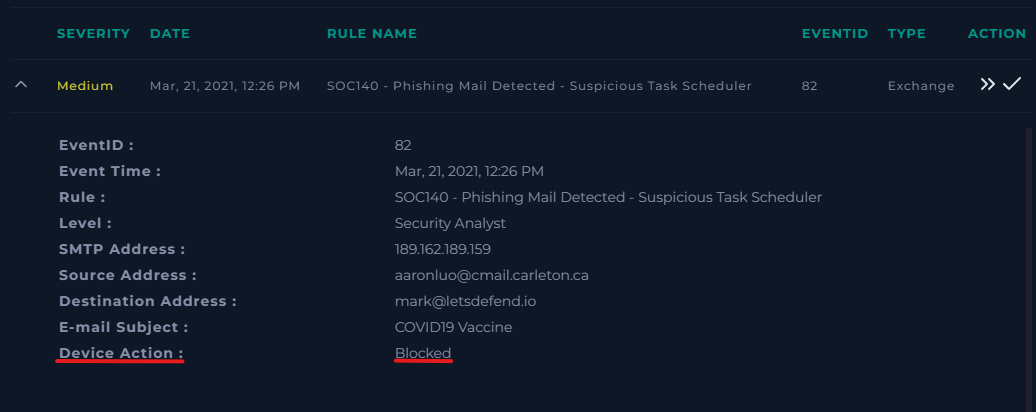 SEVERITY DATE RULE NAME EVENTID TYPE ACTION
Medium Mar, 21, 2021, 12:26 PM SOC140 - Phishing Mail Detected - Suspicious Task Scheduler 82 Exchange
EventID : 82
Event Time : Mar, 21, 2021, 12:26 PM
Rule : SOC140 - Phishing Mail Detected - Suspicious Task Scheduler
Level : Security Analyst
SMTP Address : 189.162.189.159
Source Address : aaronluo@cmail.carleton.ca
Destination Address : mark@letsdefend.io
E-mail Subject : COVID19 Vaccine
Device Action : Blocked